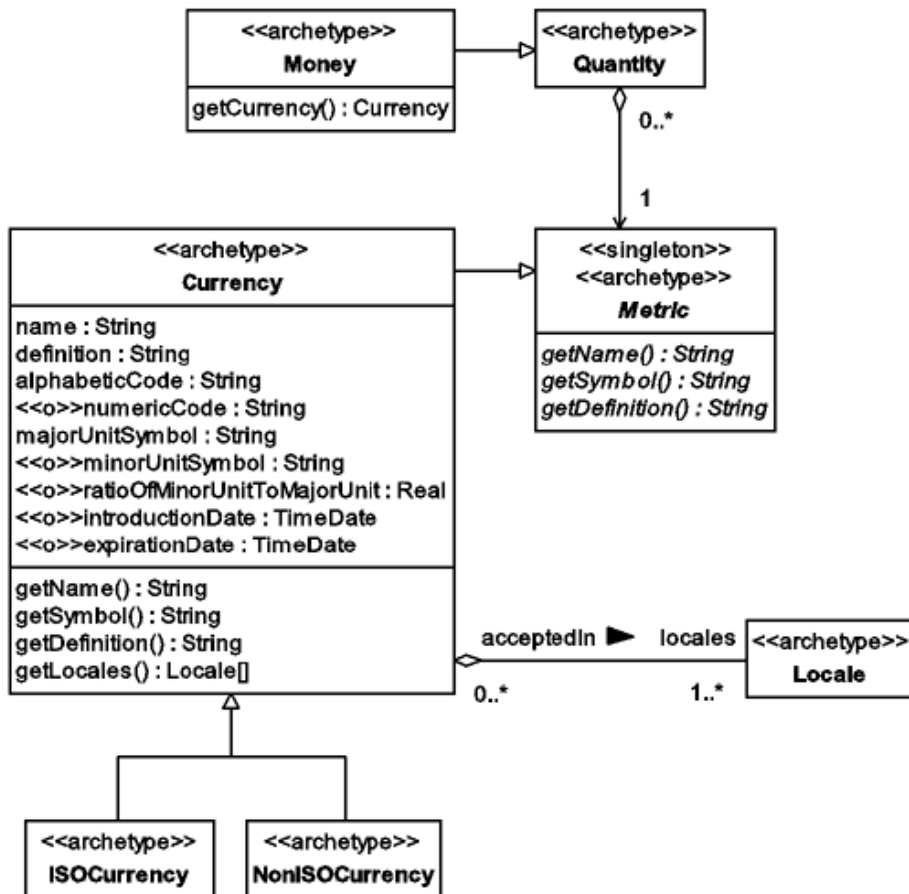 <<archetype>>
Money
getCurrency() : Currency
<<archetype>>
Quantity
0..*
1
<<archetype>>
Currency
name : String
definition : String
alphabeticCode : String
<<o>>numericCode : String
majorUnitSymbol : String
<<o>>minorUnitSymbol : String
<<o>>ratioOfMinorUnitToMajorUnit : Real
<<o>>introductionDate : TimeDate
<<o>>expirationDate : TimeDate
getName() : String
getSymbol() : String
getDefinition() : String
getLocales() : Locale[]
<<singleton>>
<<archetype>>
Metric
getName() : String
getSymbol() : String
getDefinition() : String
acceptedIn ▶ locales
0..*
1..*
<<archetype>>
Locale
<<archetype>>
ISOCurrency
<<archetype>>
NonISOCurrency